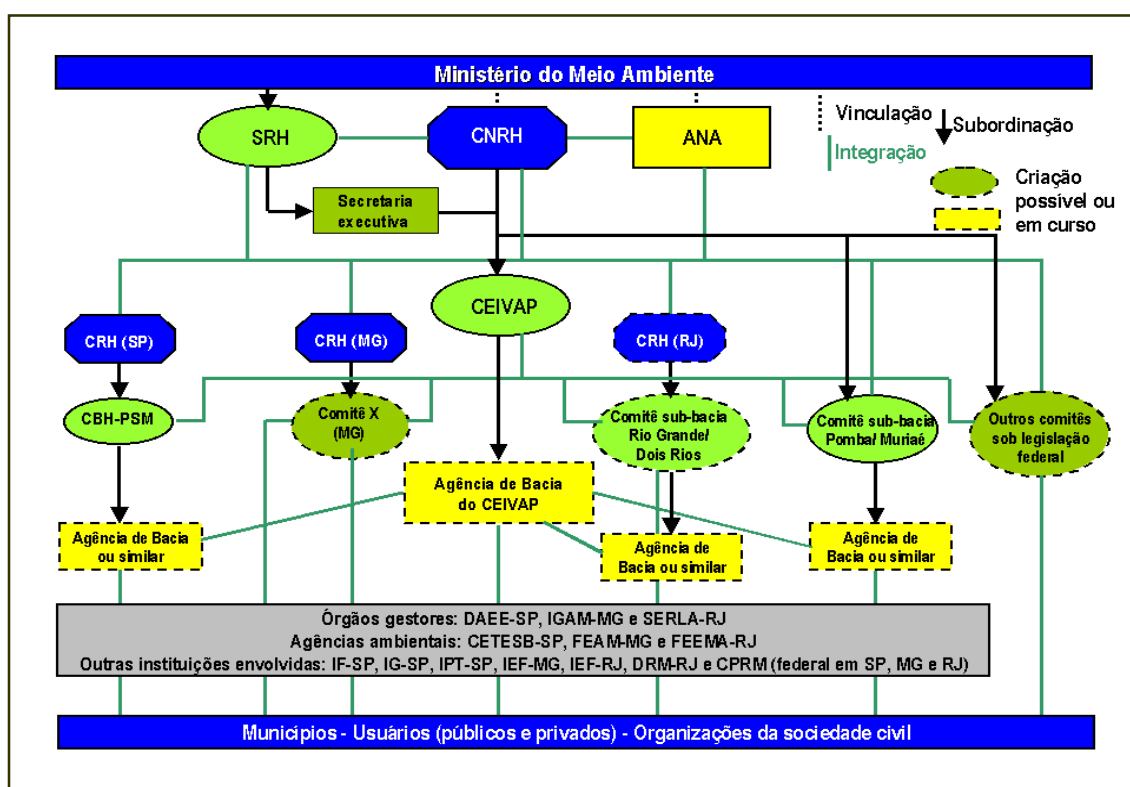 Ministério do Meio Ambiente
SRH
CNRH
ANA
Vinculação
Subordinação
Integração
Criação
possível ou
em curso
Secretaria
executiva
CEIVAP
CRH (SP)
CRH (MG)
CRH (RJ)
CBH-PSM
Comitê X
(MG)
Comitê sub-bacia
Rio Grande/
Dois Rios
Comitê sub-bacia
Pomba/ Muriaé
Outros comitês
sob legislação
federal
Agência de Bacia
do CEIVAP
Agência de Bacia
ou similar
Agência de
Bacia ou similar
Agência de
Bacia ou similar
Órgãos gestores: DAEE-SP, IGAM-MG e SERLA-RJ
Agências ambientais: CETESB-SP, FEAM-MG e FEEMA-RJ
Outras instituições envolvidas: IF-SP, IG-SP, IPT-SP, IEF-MG, IEF-RJ, DRM-RJ e CPRM (federal em SP, MG e RJ)
Municípios - Usuários (públicos e privados) - Organizações da sociedade civil